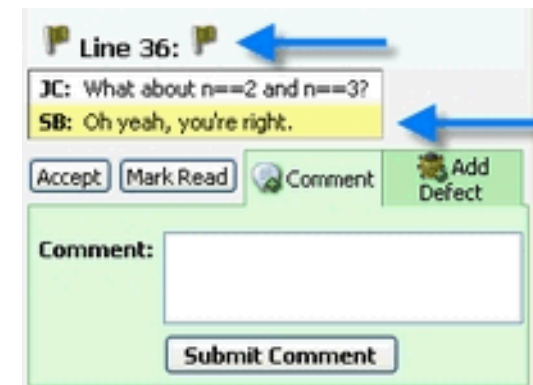 Line 36:
JC: What about n==2 and n==3?
SB: Oh yeah, you're right.
Accept Mark Read Comment Add Defect
Comment:
Submit Comment